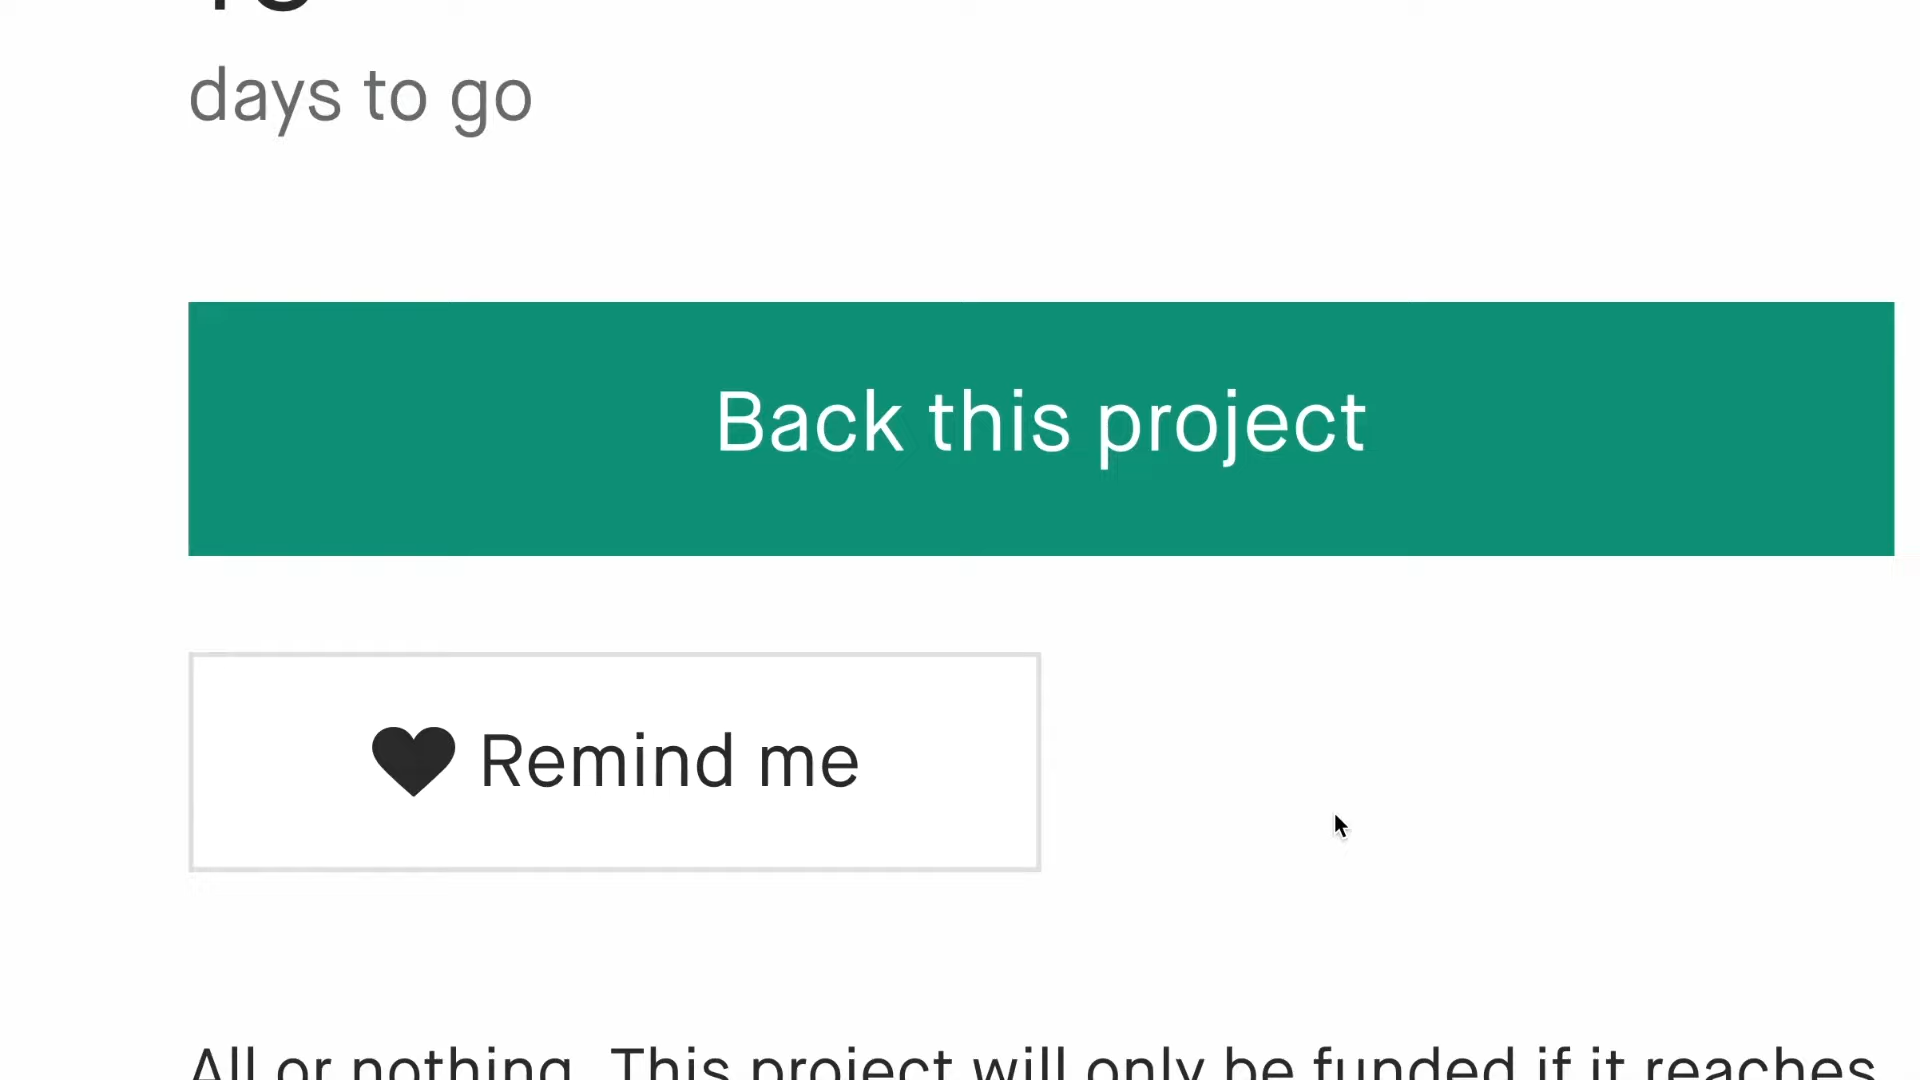 days to go
Back this project
Remind me
All or nothing. This project will only be funded if it reaches